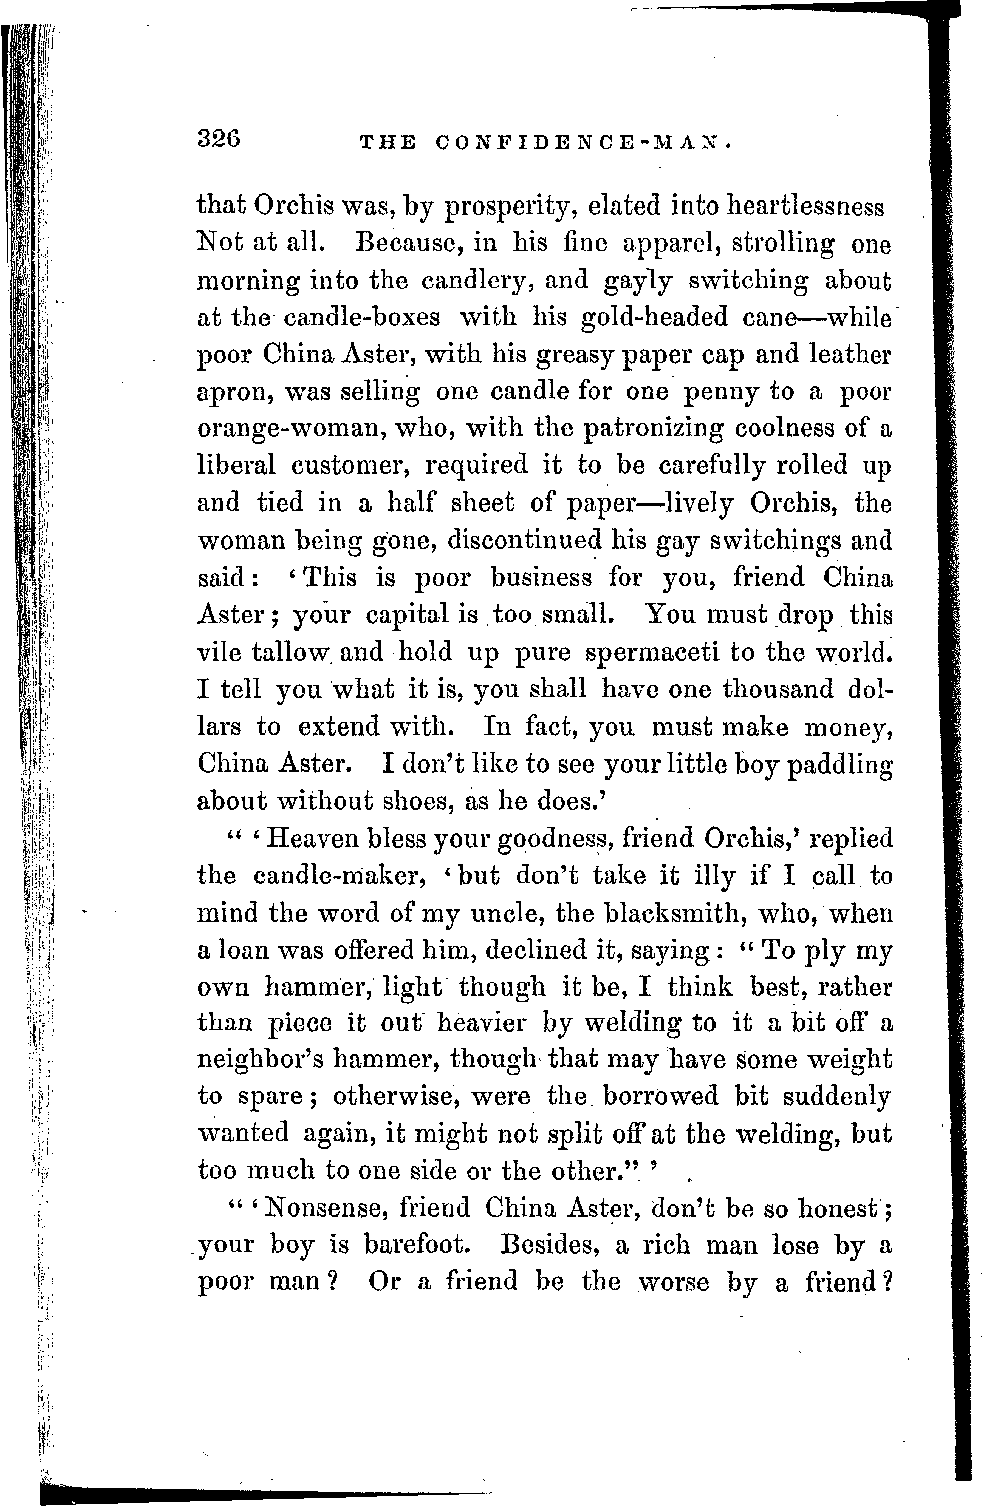 326 THE CONFIDENCE-MAN.
that Orchis was, by prosperity, elated into heartlessness
Not at all. Because, in his fine apparel, strolling one
morning into the candlery, and gayly switching about
at the candle-boxes with his gold-headed cane—while
poor China Aster, with his greasy paper cap and leather
apron, was selling one candle for one penny to a poor
orange-woman, who, with the patronizing coolness of a
liberal customer, required it to be carefully rolled up
and tied in a half sheet of paper—lively Orchis, the
woman being gone, discontinued his gay switchings and
said: ‘This is poor business for you, friend China
Aster; your capital is too small. You must drop this
vile tallow and hold up pure spermaceti to the world.
I tell you what it is, you shall have one thousand dol-
lars to extend with. In fact, you must make money,
China Aster. I don’t like to see your little boy paddling
about without shoes, as he does.’
“ ‘Heaven bless your goodness, friend Orchis,’ replied
the candle-maker, ‘but don’t take it illy if I call to
mind the word of my uncle, the blacksmith, who, when
a loan was offered him, declined it, saying: “To ply my
own hammer, light though it be, I think best, rather
than piece it out heavier by welding to it a bit off a
neighbor’s hammer, though that may have some weight
to spare; otherwise, were the borrowed bit suddenly
wanted again, it might not split off at the welding, but
too much to one side or the other.” ’
“ ‘Nonsense, friend China Aster, don’t be so honest;
your boy is barefoot. Besides, a rich man lose by a
poor man? Or a friend be the worse by a friend?